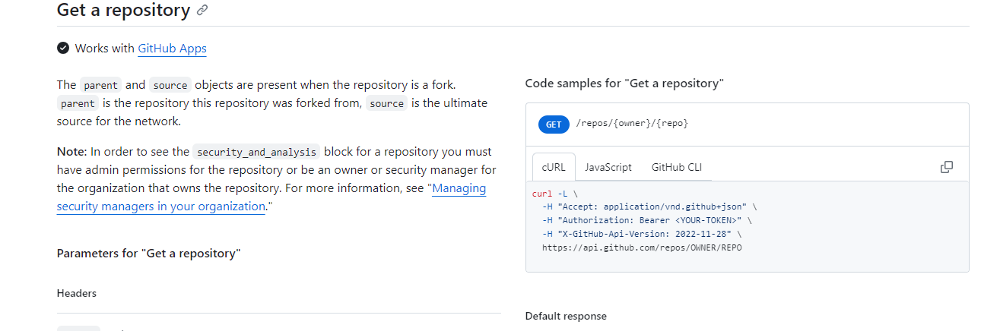 Get a repository
Works with GitHub Apps
The parent and source objects are present when the repository is a fork.
parent is the repository this repository was forked from, source is the ultimate
source for the network.
Note: In order to see the security_and_analysis block for a repository you must
have admin permissions for the repository or be an owner or security manager for
the organization that owns the repository. For more information, see "Managing
security managers in your organization."
Parameters for "Get a repository"
Headers
Code samples for "Get a repository"
GET /repos/{owner}/{repo}
cURL JavaScript GitHub CLI
curl -L \
-H "Accept: application/vnd.github+json" \
-H "Authorization: Bearer <YOUR-TOKEN>" \
-H "X-GitHub-Api-Version: 2022-11-28" \
https://api.github.com/repos/OWNER/REPO
Default response